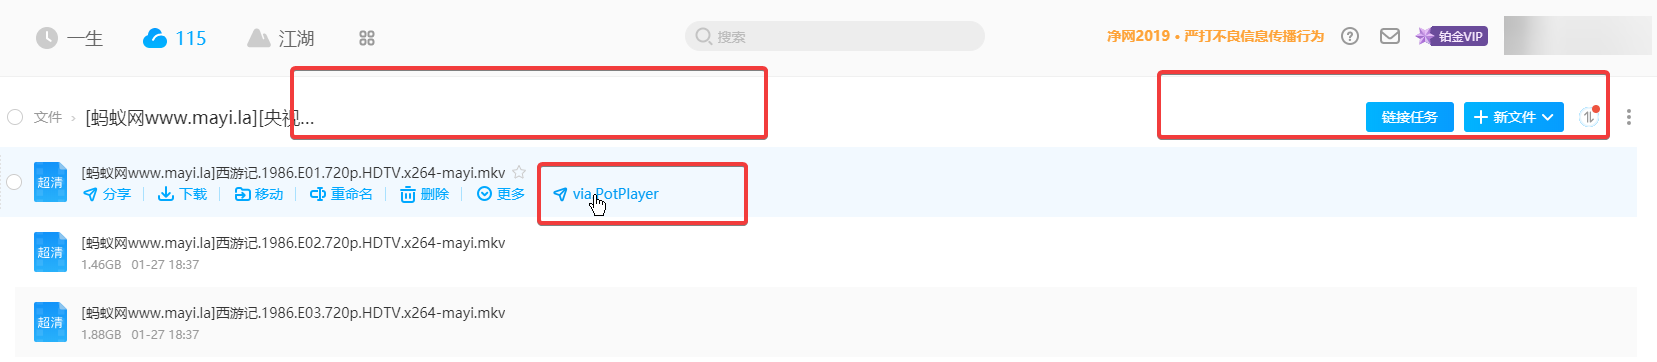 一生 115 江湖 搜索 净网2019 • 严打不良信息传播行为 铂金VIP
文件 › [蚂蚁网www.mayi.la][央视... 链接任务 新文件
超清 [蚂蚁网www.mayi.la]西游记.1986.E01.720p.HDTV.x264-mayi.mkv
分享 下载 移动 重命名 删除 更多 via PotPlayer
超清 [蚂蚁网www.mayi.la]西游记.1986.E02.720p.HDTV.x264-mayi.mkv
1.46GB 01-27 18:37
超清 [蚂蚁网www.mayi.la]西游记.1986.E03.720p.HDTV.x264-mayi.mkv
1.88GB 01-27 18:37